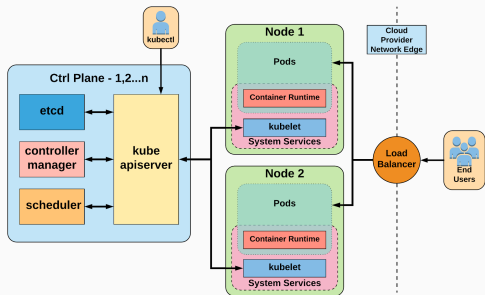 kubectl
Ctrl Plane - 1,2...n
etcd
controller
manager
scheduler
kube
apiserver
Node 1
Pods
Container Runtime
kubelet
System Services
Node 2
Pods
Container Runtime
kubelet
System Services
Cloud
Provider
Network Edge
Load
Balancer
End
Users